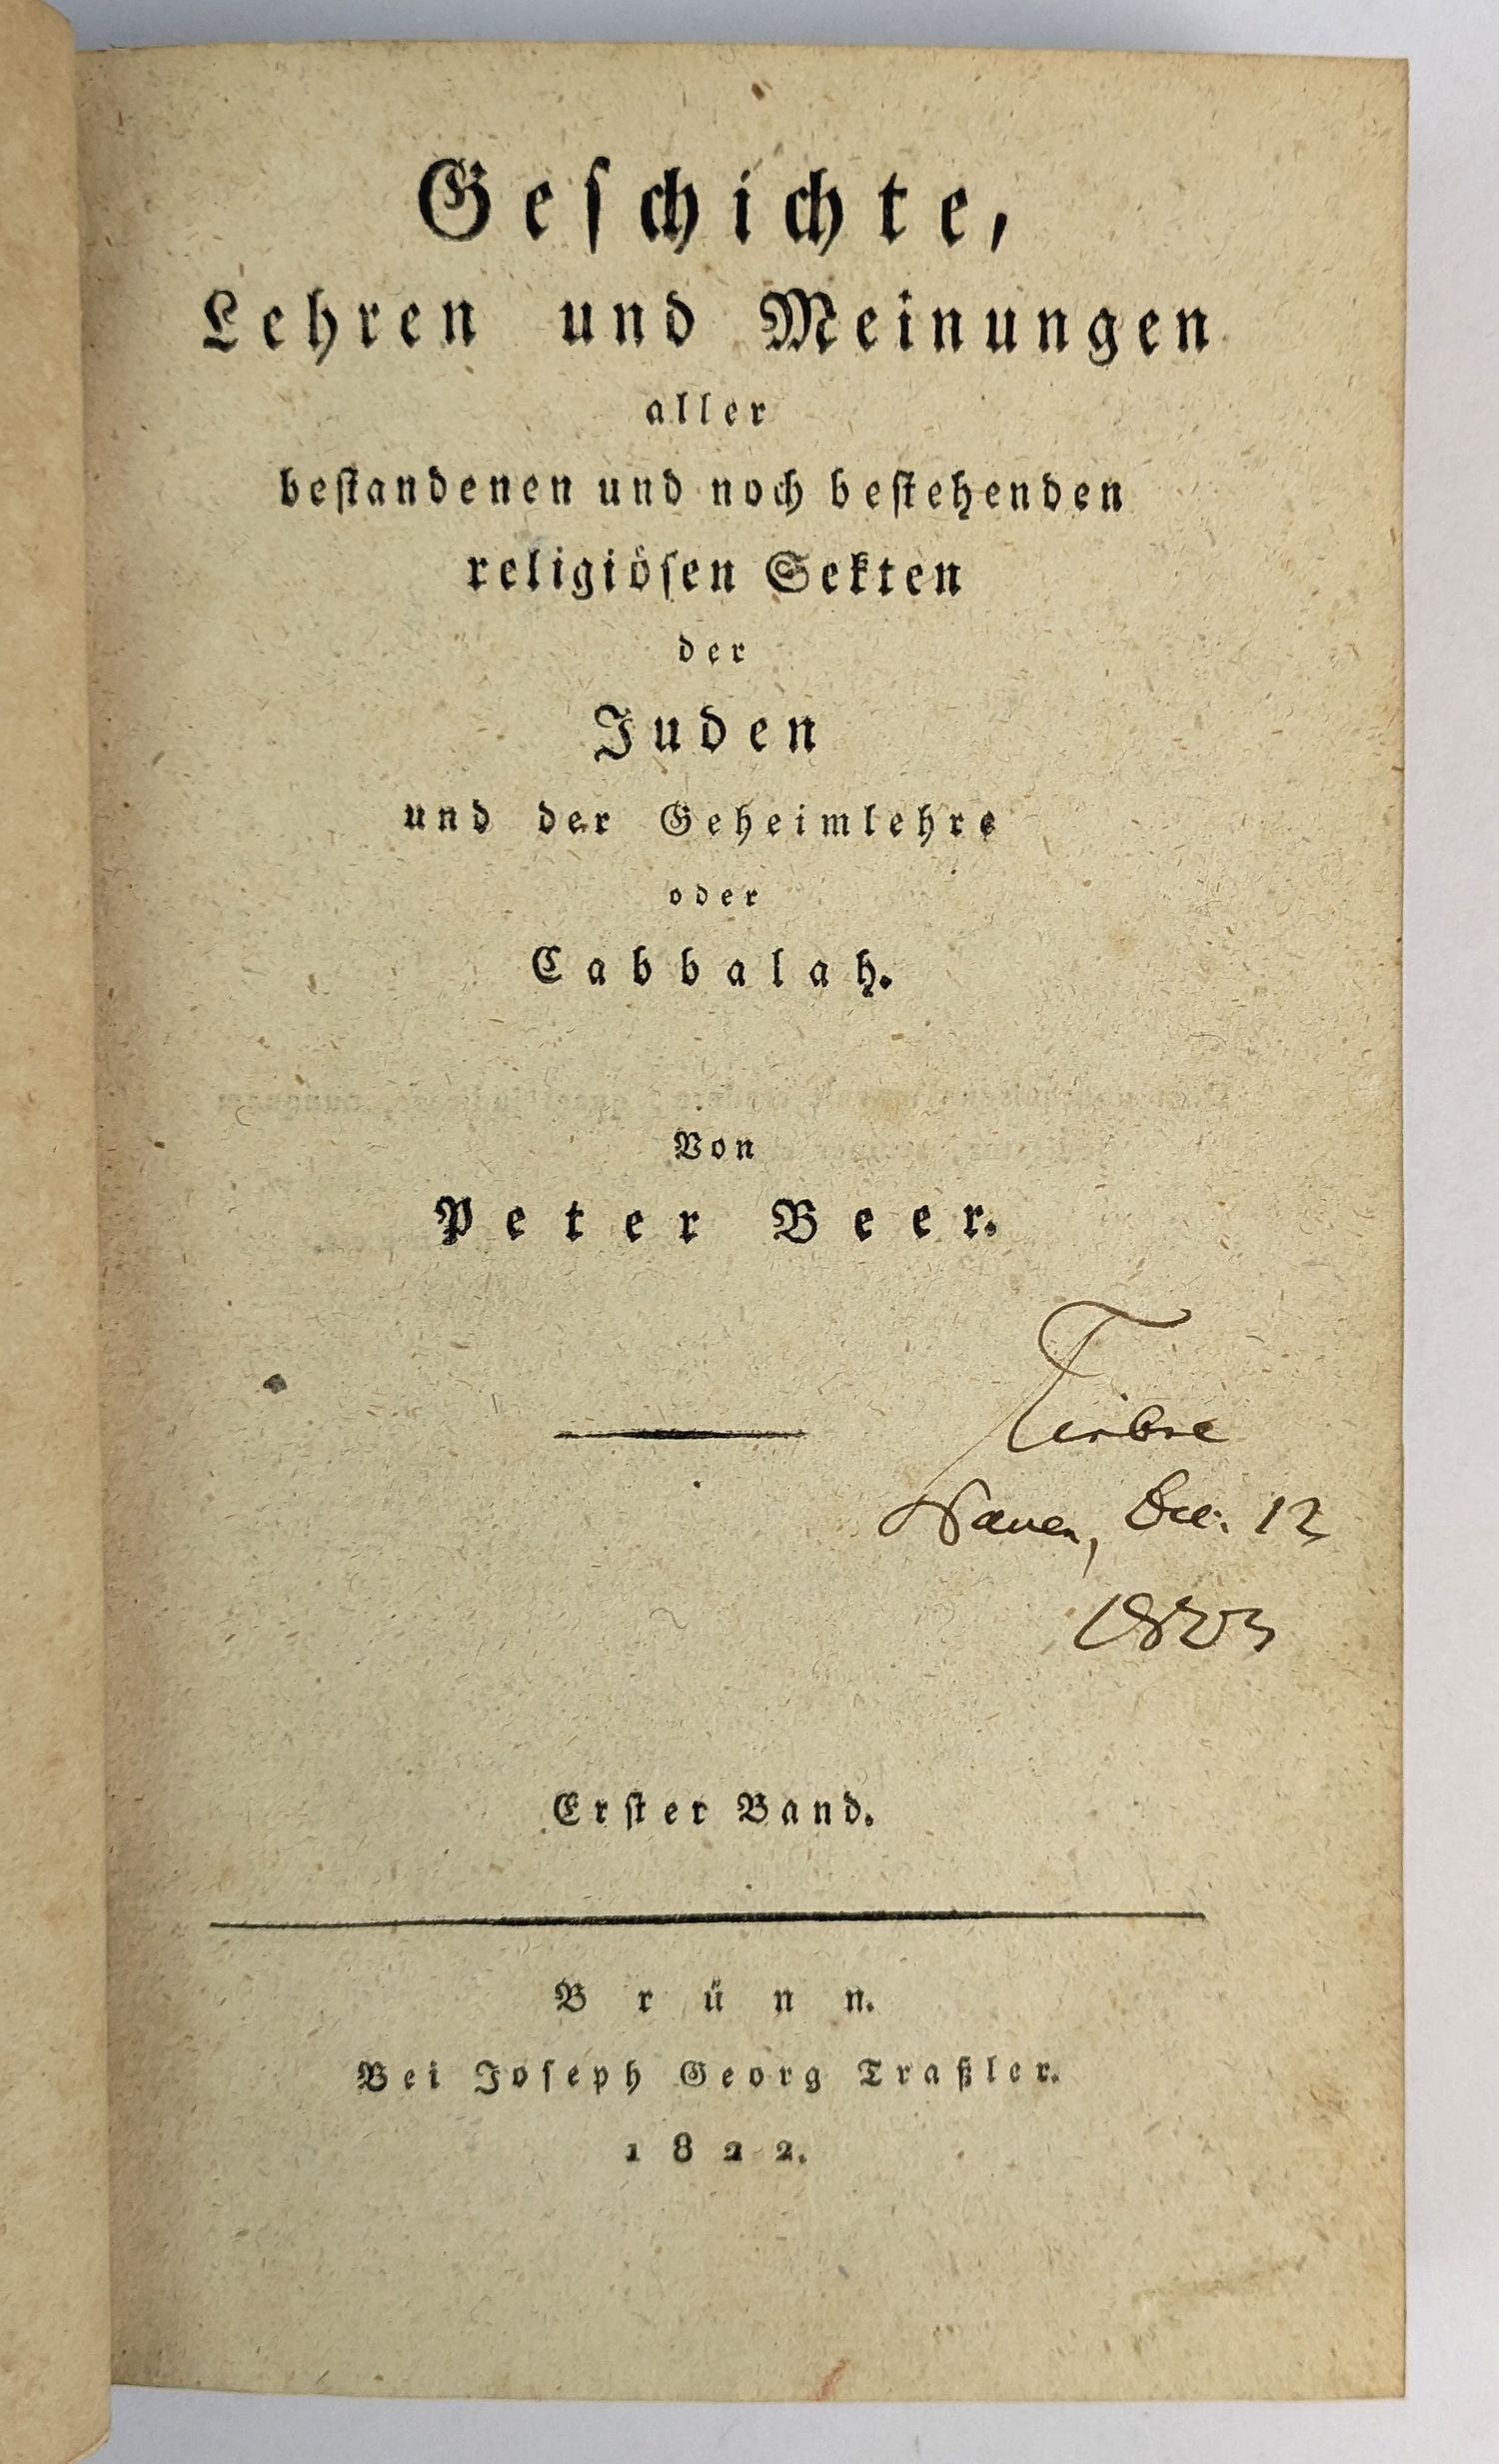 Geſchichte,
Lehren und Meinungen
aller
beſtandenen und noch beſtehenden
religiöſen Sekten
der
Juden
und der Geheimlehre
oder
Cabbalah.
Von
Peter Beer.
Nauen, Dec. 12
Erſter Band.
Brünn.
Bei Joſeph Georg Traßler.
1822.